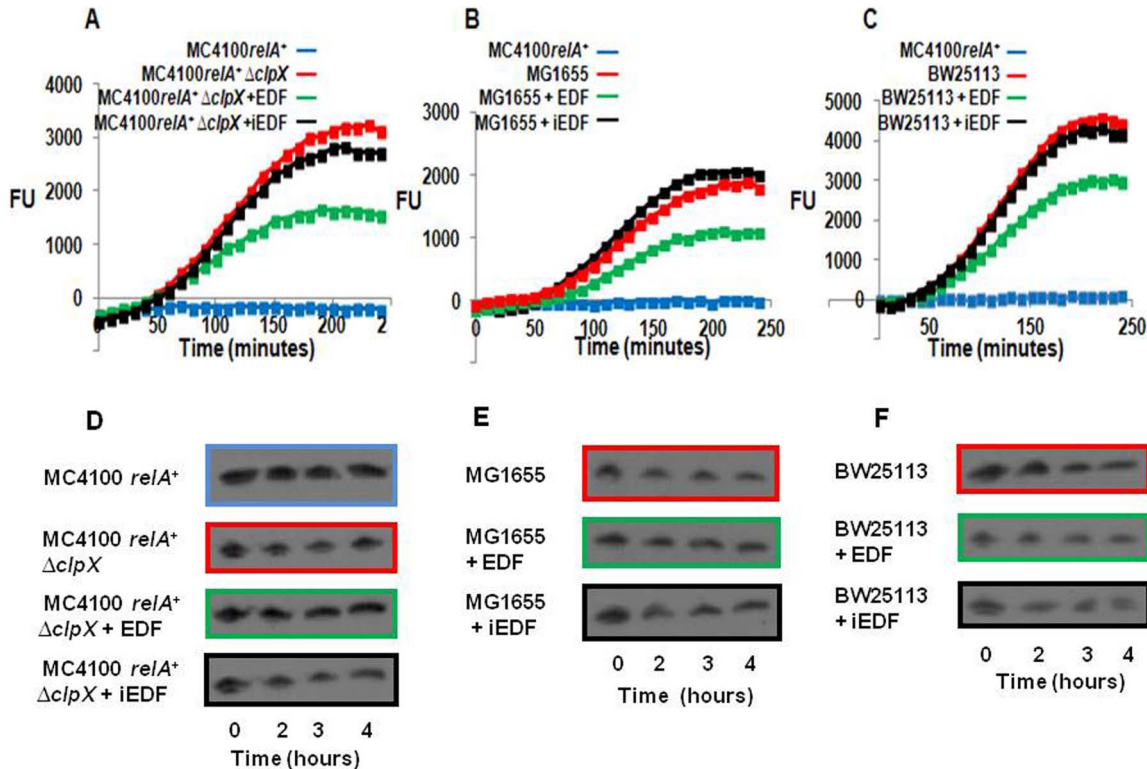 A
MC4100relA⁺
MC4100relA⁺ ΔclpX
MC4100relA⁺ ΔclpX+EDF
MC4100relA⁺ ΔclpX+iEDF
4000
3000
2000
1000
0
FU
0 50 100 150 200 2
Time (minutes)
B
MC4100relA⁺
MG1655
MG1655 + EDF
MG1655 + iEDF
3000
2000
1000
0
FU
0 50 100 150 200 250
Time (minutes)
C
MC4100relA⁺
BW25113
BW25113 + EDF
BW25113 + iEDF
5000
4000
3000
2000
1000
0
FU
0 50 150 250
Time (minutes)
D
MC4100 relA⁺
MC4100 relA⁺
ΔclpX
MC4100 relA⁺
ΔclpX + EDF
MC4100 relA⁺
ΔclpX + iEDF
0 2 3 4
Time (hours)
E
MG1655
MG1655
+ EDF
MG1655
+ iEDF
0 2 3 4
Time (hours)
F
BW25113
BW25113
+ EDF
BW25113
+ iEDF
0 2 3 4
Time (hours)